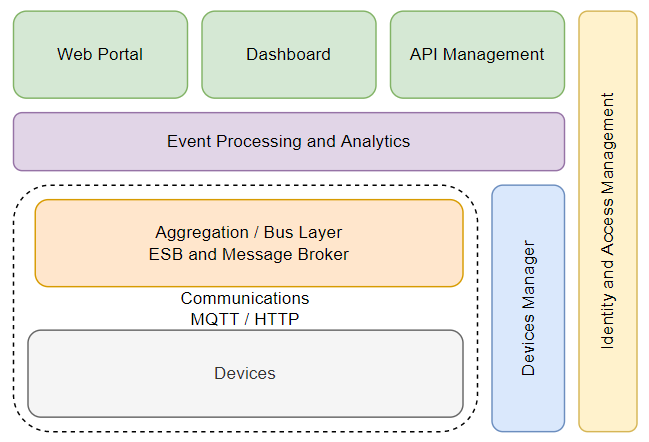 Web Portal
Dashboard
API Management
Event Processing and Analytics
Aggregation / Bus Layer
ESB and Message Broker
Communications
MQTT / HTTP
Devices
Devices Manager
Identity and Access Management